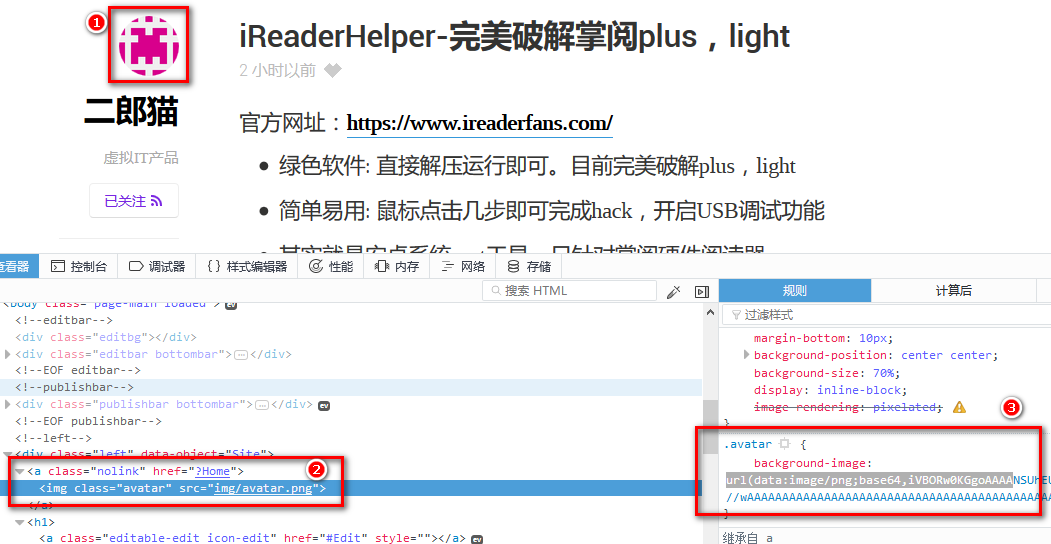 1
iReaderHelper-完美破解掌阅plus，light
2 小时以前
二郎猫
虚拟IT产品
已关注
官方网址：https://www.ireaderfans.com/
绿色软件: 直接解压运行即可。目前完美破解plus，light
简单易用: 鼠标点击几步即可完成hack，开启USB调试功能
查看器 控制台 调试器 {} 样式编辑器 性能 内存 网络 存储
搜索 HTML
规则 计算后
过滤样式
<body class="page-main loaded"> ev
<!--editbar-->
<div class="editbg"></div>
<div class="editbar bottombar"></div>
<!--EOF editbar-->
<!--publishbar-->
<div class="publishbar bottombar"></div> ev
<!--EOF publishbar-->
<!--left-->
<div class="left" data-object="Site">
<a class="nolink" href="?Home"> 2
<img class="avatar" src="img/avatar.png">
</a>
<h1>
<a class="editable-edit icon-edit" href="#Edit" style=""></a> ev
margin-bottom: 10px;
background-position: center center;
background-size: 70%;
display: inline-block;
image-rendering: pixelated;
}
3
.avatar {
background-image:
url(data:image/png;base64,iVBORw0KGgoAAAANSUhEU
}
继承自 a